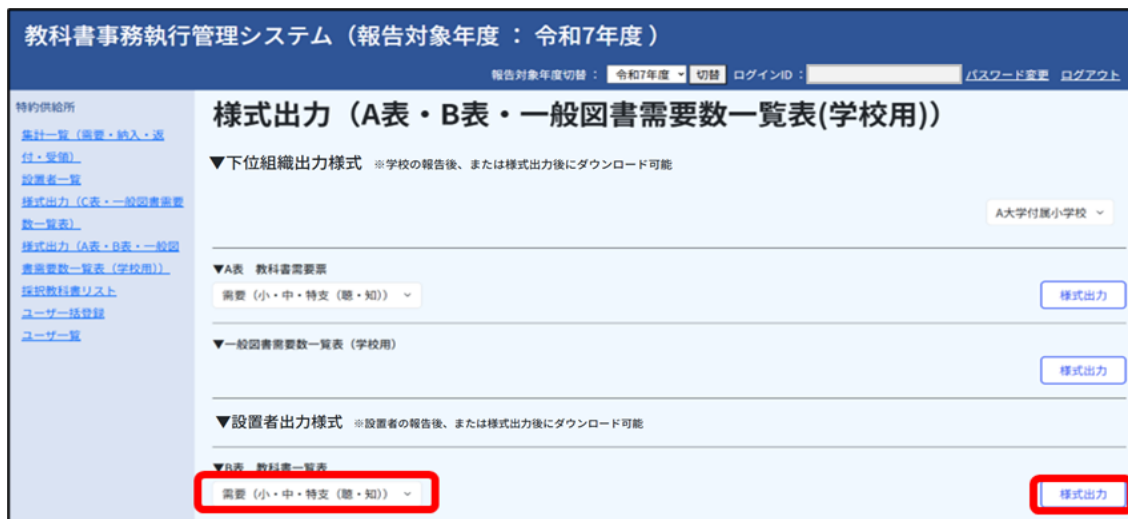 教科書事務執行管理システム（報告対象年度 ： 令和7年度 ）
報告対象年度切替 ： 令和7年度 切替 ログインID ： パスワード変更 ログアウト
特約供給所
集計一覧（需要・納入・返
付・受領）
設置者一覧
様式出力（C表・一般図書需要
数一覧表）
様式出力（A表・B表・一般図
書需要数一覧表（学校用））
採択教科書リスト
ユーザ一括登録
ユーザ一覧
様式出力（A表・B表・一般図書需要数一覧表(学校用)）
▼下位組織出力様式 ※学校の報告後、または様式出力後にダウンロード可能
A大学付属小学校
▼A表 教科書需要票
需要（小・中・特支（聴・知））
様式出力
▼一般図書需要数一覧表（学校用）
様式出力
▼設置者出力様式 ※設置者の報告後、または様式出力後にダウンロード可能
▼B表 教科書一覧表
需要（小・中・特支（聴・知））
様式出力